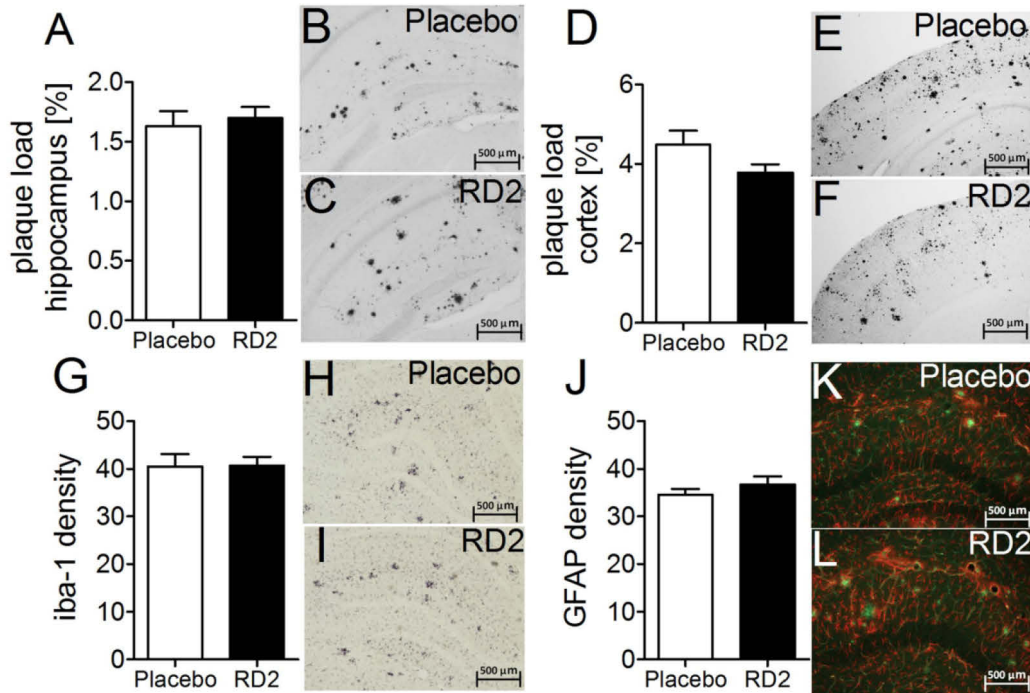 A
plaque load
hippocampus [%]
2.0
1.5
1.0
0.5
0.0
Placebo RD2
B Placebo
500 µm
C RD2
500 µm
D
plaque load
cortex [%]
6
4
2
0
Placebo RD2
E Placebo
500 µm
F RD2
500 µm
G
iba-1 density
50
40
30
20
10
0
Placebo RD2
H Placebo
500 µm
I RD2
500 µm
J
GFAP density
50
40
30
20
10
0
Placebo RD2
K Placebo
500 µm
L RD2
500 µm